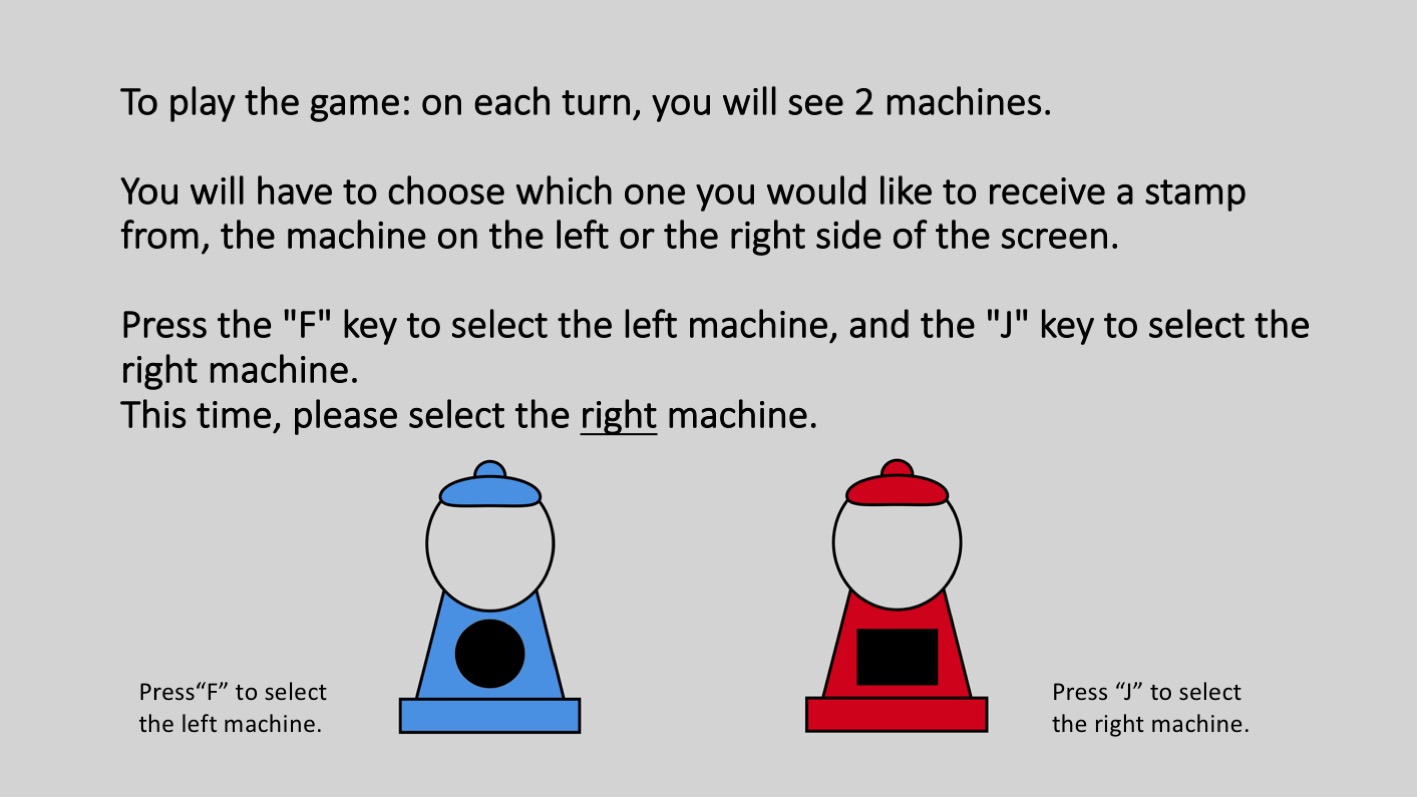 To play the game: on each turn, you will see 2 machines.
You will have to choose which one you would like to receive a stamp
from, the machine on the left or the right side of the screen.
Press the "F" key to select the left machine, and the "J" key to select the
right machine.
This time, please select the right machine.
Press“F” to select
the left machine.
Press “J” to select
the right machine.